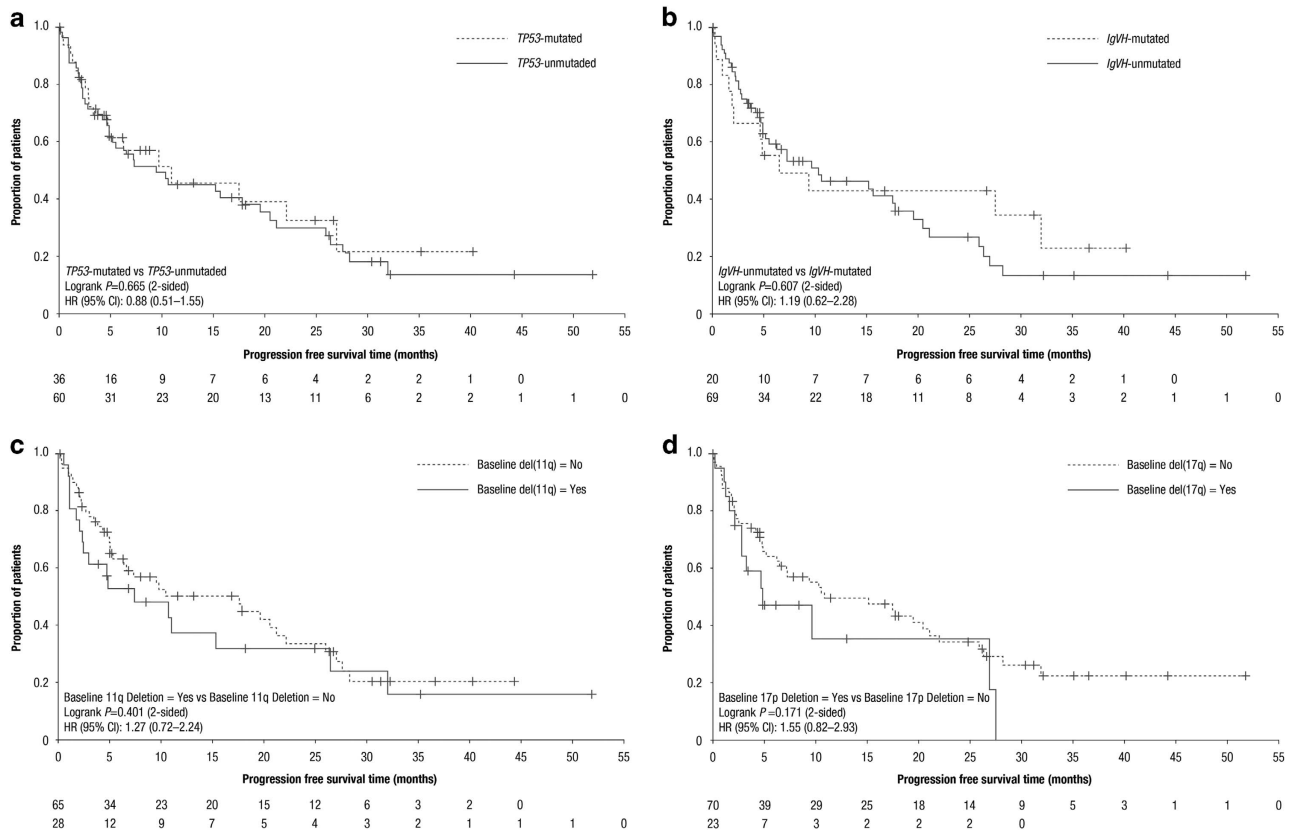 a
1.0
0.8
0.6
0.4
0.2
0
Proportion of patients
TP53-mutated
TP53-unmutaded
TP53-mutated vs TP53-unmutaded
Logrank P=0.665 (2-sided)
HR (95% CI): 0.88 (0.51–1.55)
0 5 10 15 20 25 30 35 40 45 50 55
Progression free survival time (months)
36 16 9 7 6 4 2 2 1 0
60 31 23 20 13 11 6 2 2 1 1 0
b
1.0
0.8
0.6
0.4
0.2
0
Proportion of patients
IgVH-mutated
IgVH-unmutated
IgVH-unmutated vs IgVH-mutated
Logrank P=0.607 (2-sided)
HR (95% CI): 1.19 (0.62–2.28)
0 5 10 15 20 25 30 35 40 45 50 55
Progression free survival time (months)
20 10 7 7 6 6 4 2 1 0
69 34 22 18 11 8 4 3 2 1 1 0
c
1.0
0.8
0.6
0.4
0.2
0
Proportion of patients
Baseline del(11q) = No
Baseline del(11q) = Yes
Baseline 11q Deletion = Yes vs Baseline 11q Deletion = No
Logrank P=0.401 (2-sided)
HR (95% CI): 1.27 (0.72–2.24)
0 5 10 15 20 25 30 35 40 45 50 55
Progression free survival time (months)
65 34 23 20 15 12 6 3 2 0
28 12 9 7 5 4 3 2 1 1 1 0
d
1.0
0.8
0.6
0.4
0.2
0
Proportion of patients
Baseline del(17q) = No
Baseline del(17q) = Yes
Baseline 17p Deletion = Yes vs Baseline 17p Deletion = No
Logrank P =0.171 (2-sided)
HR (95% CI): 1.55 (0.82–2.93)
0 5 10 15 20 25 30 35 40 45 50 55
Progression free survival time (months)
70 39 29 25 18 14 9 5 3 1 1 0
23 7 3 2 2 2 0